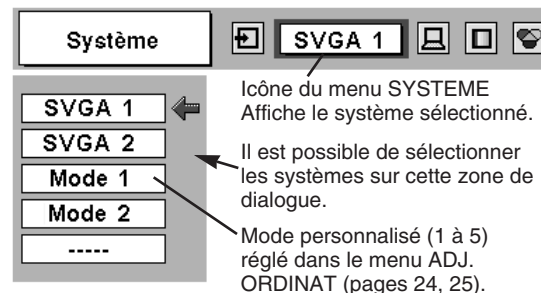 Système
SVGA 1
Icône du menu SYSTEME
Affiche le système sélectionné.
SVGA 1
SVGA 2
Mode 1
Mode 2
-----
Il est possible de sélectionner
les systèmes sur cette zone de
dialogue.
Mode personnalisé (1 à 5)
réglé dans le menu ADJ.
ORDINAT (pages 24, 25).